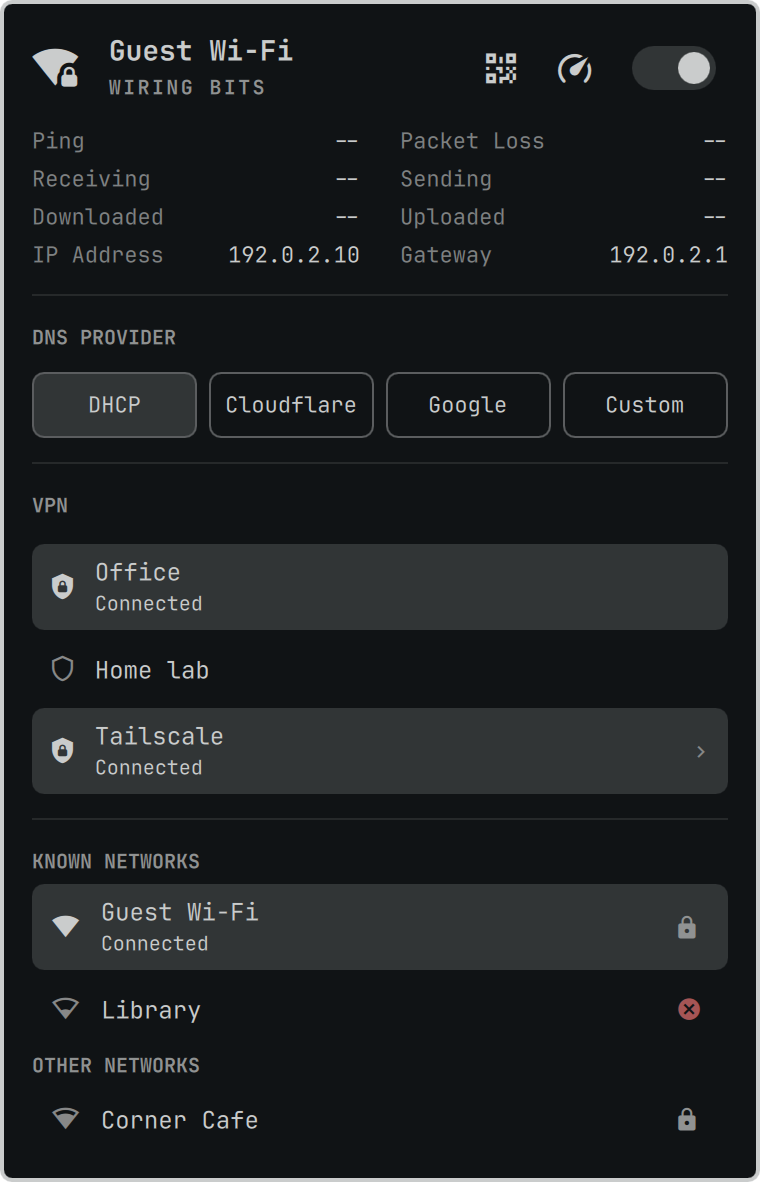 Guest Wi-Fi
WIRING BITS
Ping -- Packet Loss --
Receiving -- Sending --
Downloaded -- Uploaded --
IP Address 192.0.2.10 Gateway 192.0.2.1
DNS PROVIDER
DHCP Cloudflare Google Custom
VPN
Office
Connected
Home lab
Tailscale
Connected
KNOWN NETWORKS
Guest Wi-Fi
Connected
Library
OTHER NETWORKS
Corner Cafe